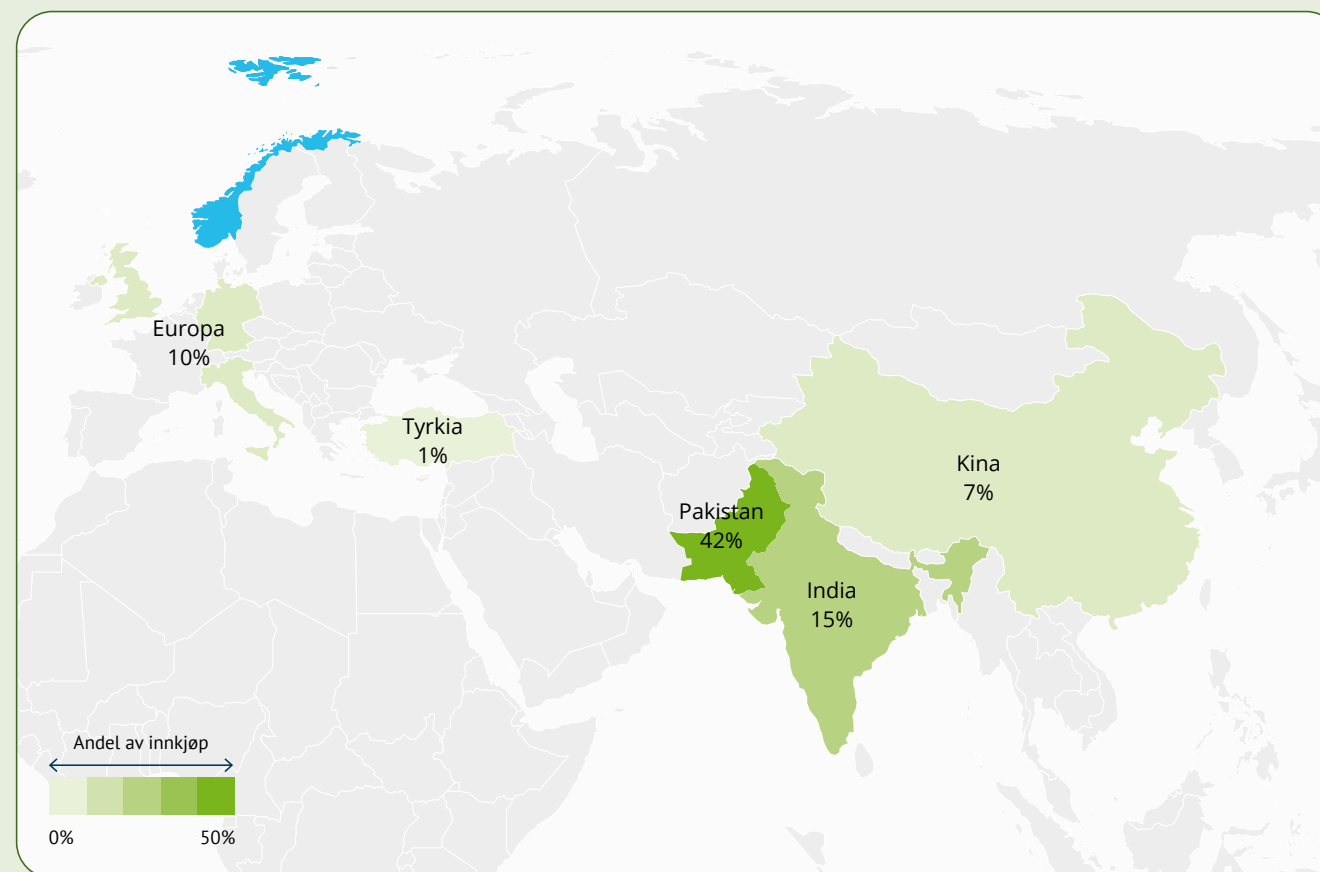 Europa
10%
Tyrkia
1%
Kina
7%
Pakistan
42%
India
15%
Andel av innkjøp
0%
50%